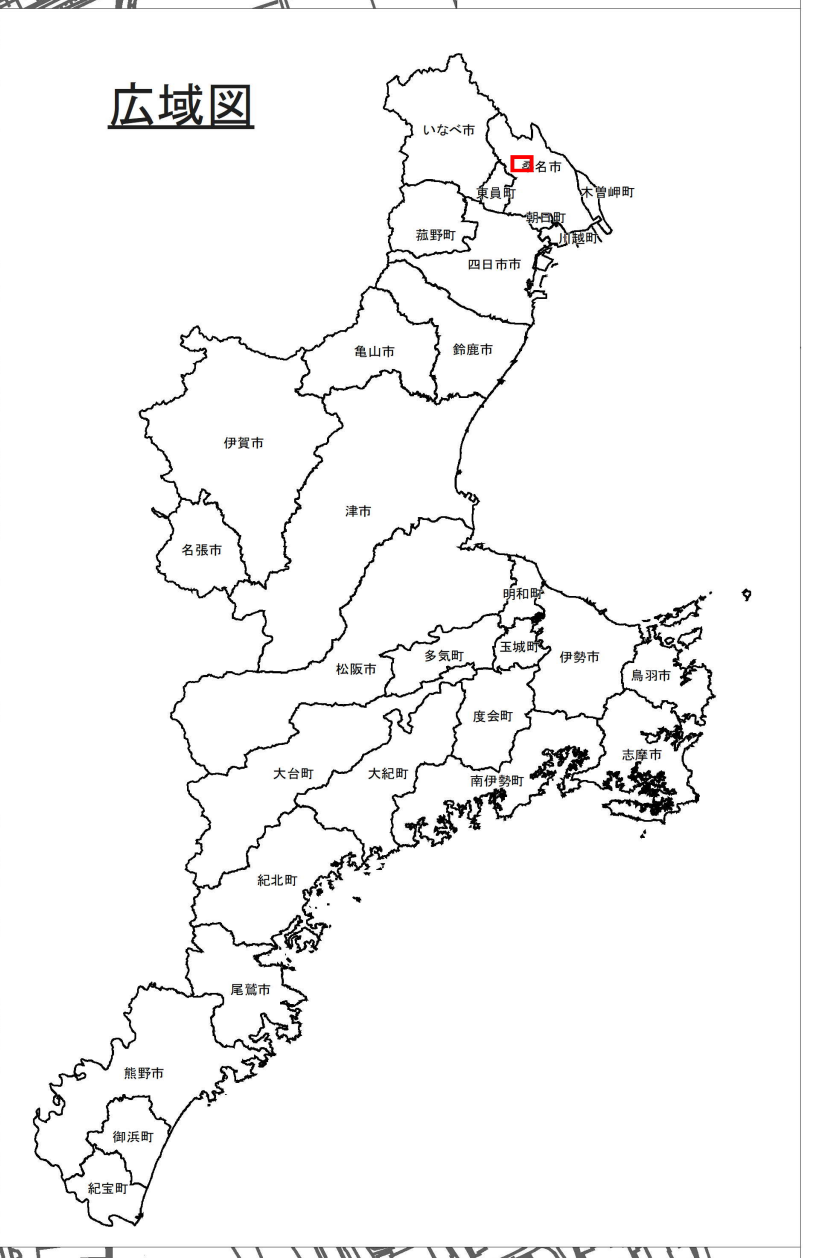 広域図
いなべ市
桑名市
東員町
木曽岬町
朝日町
菰野町
川越町
四日市市
亀山市
鈴鹿市
伊賀市
津市
名張市
明和町
玉城町
多気町
伊勢市
松阪市
鳥羽市
度会町
志摩市
大台町
大紀町
南伊勢町
紀北町
尾鷲市
熊野市
御浜町
紀宝町